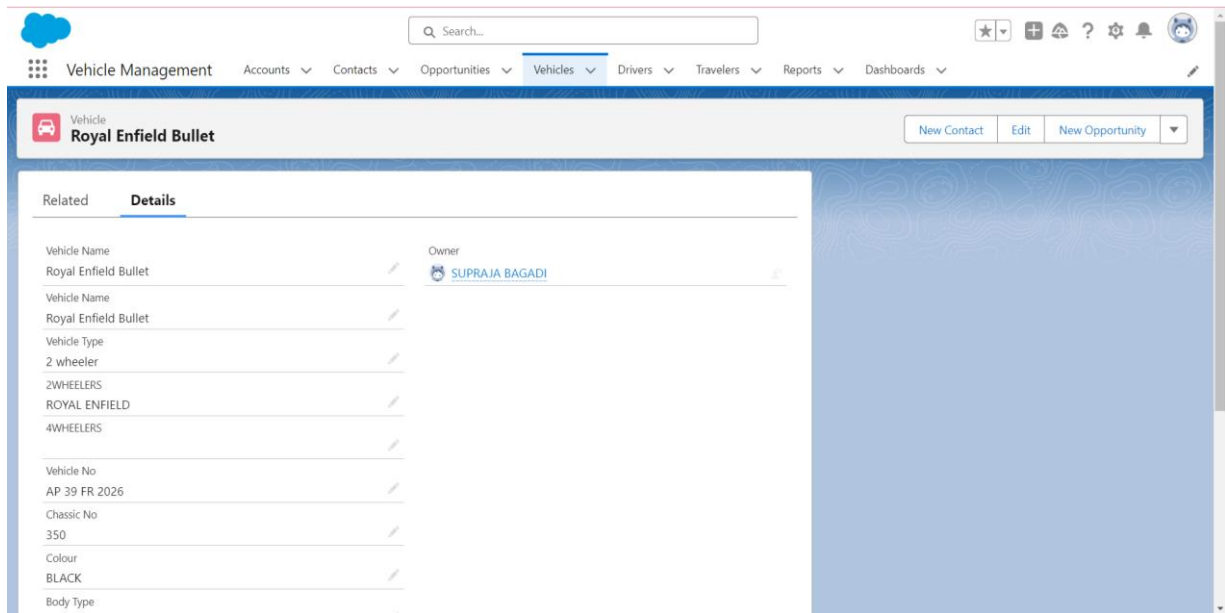 Search...
Vehicle Management Accounts Contacts Opportunities Vehicles Drivers Travelers Reports Dashboards
Vehicle
Royal Enfield Bullet
New Contact Edit New Opportunity
Related Details
Vehicle Name
Royal Enfield Bullet
Owner
SUPRAJA BAGADI
Vehicle Name
Royal Enfield Bullet
Vehicle Type
2 wheeler
2WHEELERS
ROYAL ENFIELD
4WHEELERS
Vehicle No
AP 39 FR 2026
Chassic No
350
Colour
BLACK
Body Type